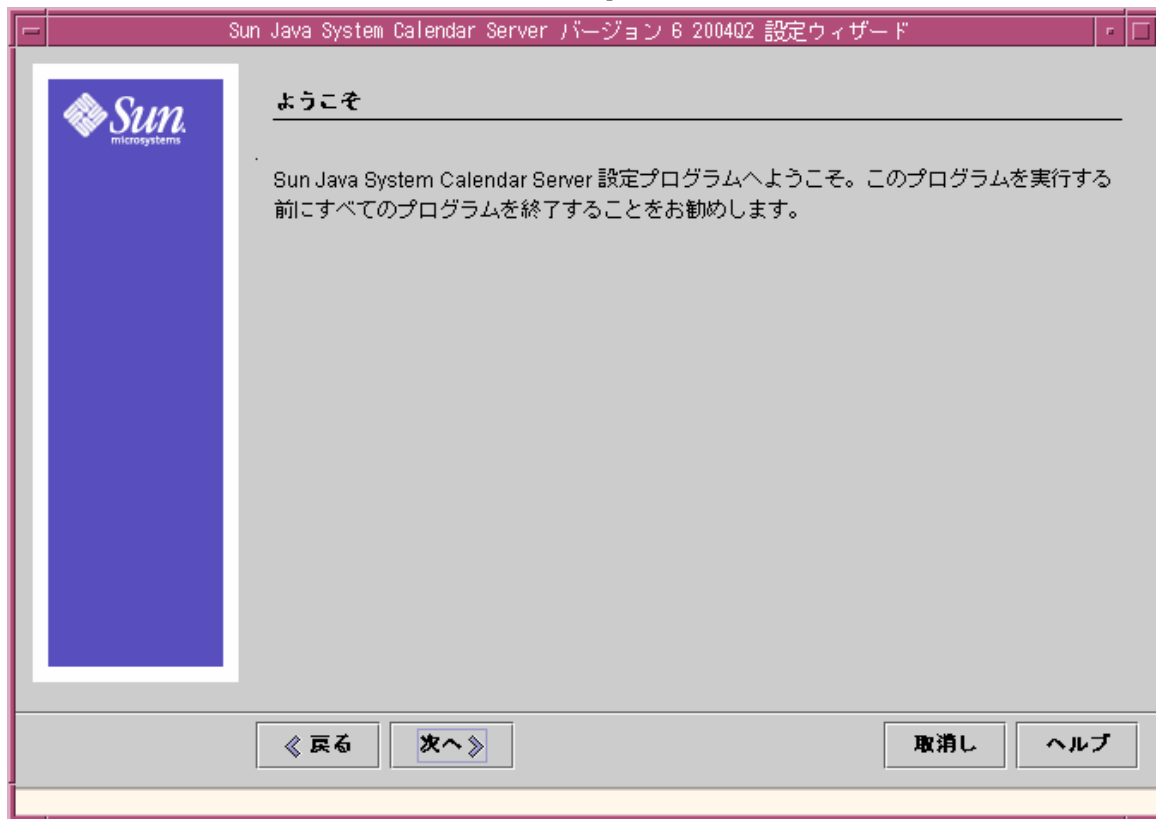 Sun Java System Calendar Server バージョン 6 2004Q2 設定ウィザード
Sun
microsystems
ようこそ
Sun Java System Calendar Server 設定プログラムへようこそ。このプログラムを実行する
前にすべてのプログラムを終了することをお勧めします。
戻る
次へ
取消し
ヘルプ